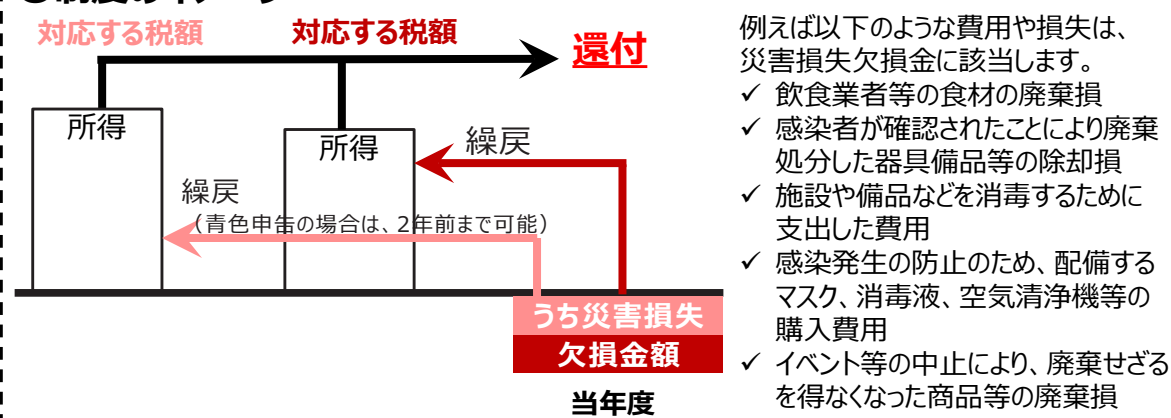 対応する税額
対応する税額
還付
所得
所得
繰戻
繰戻
（青色申告の場合は、2年前まで可能）
うち災害損失
欠損金額
当年度
例えば以下のような費用や損失は、
災害損失欠損金に該当します。
✓ 飲食業者等の食材の廃棄損
✓ 感染者が確認されたことにより廃棄
処分した器具備品等の除却損
✓ 施設や備品などを消毒するために
支出した費用
✓ 感染発生の防止のため、配備する
マスク、消毒液、空気清浄機等の
購入費用
✓ イベント等の中止により、廃棄せざる
を得なくなった商品等の廃棄損